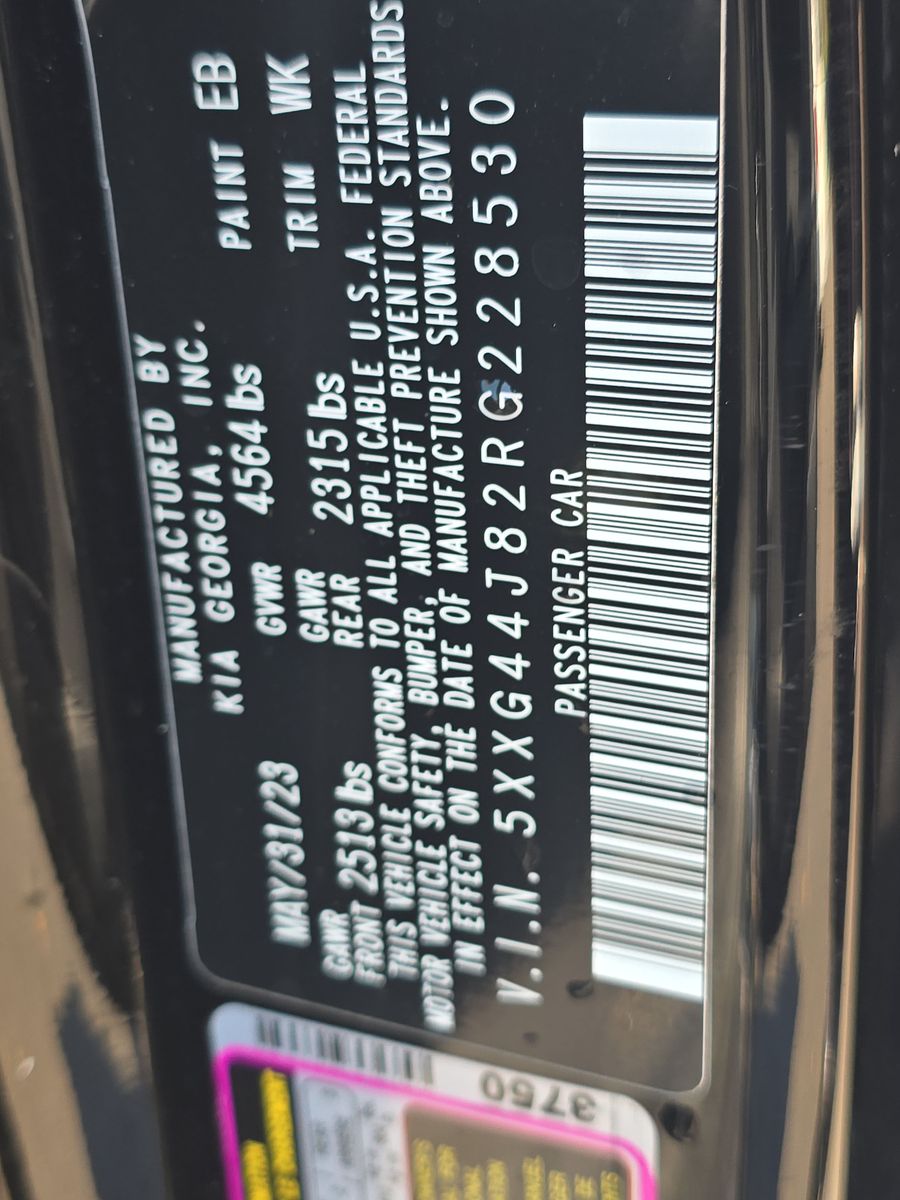 MANUFACTURED BY
KIA GEORGIA, INC.
MAY/31/23 GVWR 4564 lbs PAINT EB
GAWR FRONT 2513 lbs GAWR REAR 2315 lbs TRIM WK
THIS VEHICLE CONFORMS TO ALL APPLICABLE U.S.A. FEDERAL
MOTOR VEHICLE SAFETY, BUMPER, AND THEFT PREVENTION STANDARDS
IN EFFECT ON THE DATE OF MANUFACTURE SHOWN ABOVE.
V.I.N. 5XXG44J82RG228530
PASSENGER CAR
3750